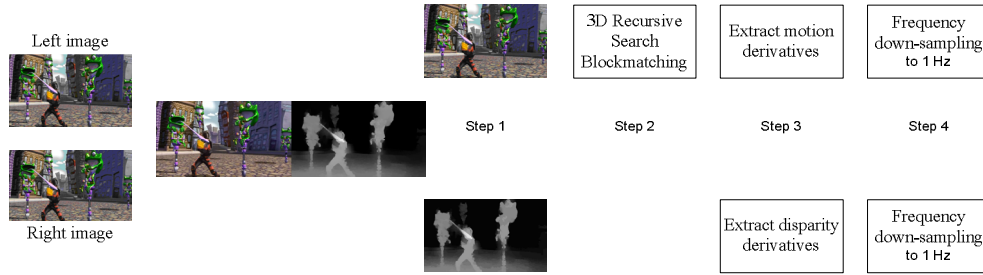 Left image
Right image
3D Recursive
Search
Blockmatching
Extract motion
derivatives
Frequency
down-sampling
to 1 Hz
Step 1
Step 2
Step 3
Step 4
Extract disparity
derivatives
Frequency
down-sampling
to 1 Hz